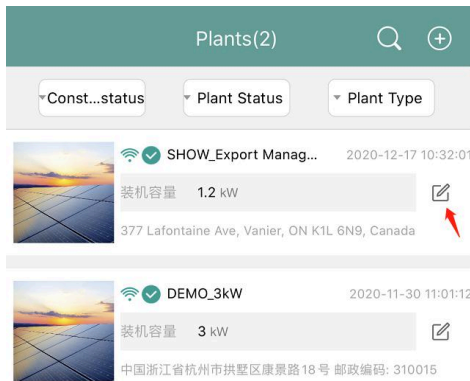 Plants(2)
Const...status Plant Status Plant Type
SHOW_Export Manag... 2020-12-17 10:32:01
装机容量 1.2 kW
377 Lafontaine Ave, Vanier, ON K1L 6N9, Canada
DEMO_3kW 2020-11-30 11:01:12
装机容量 3 kW
中国浙江省杭州市拱墅区康景路18号 邮政编码: 310015